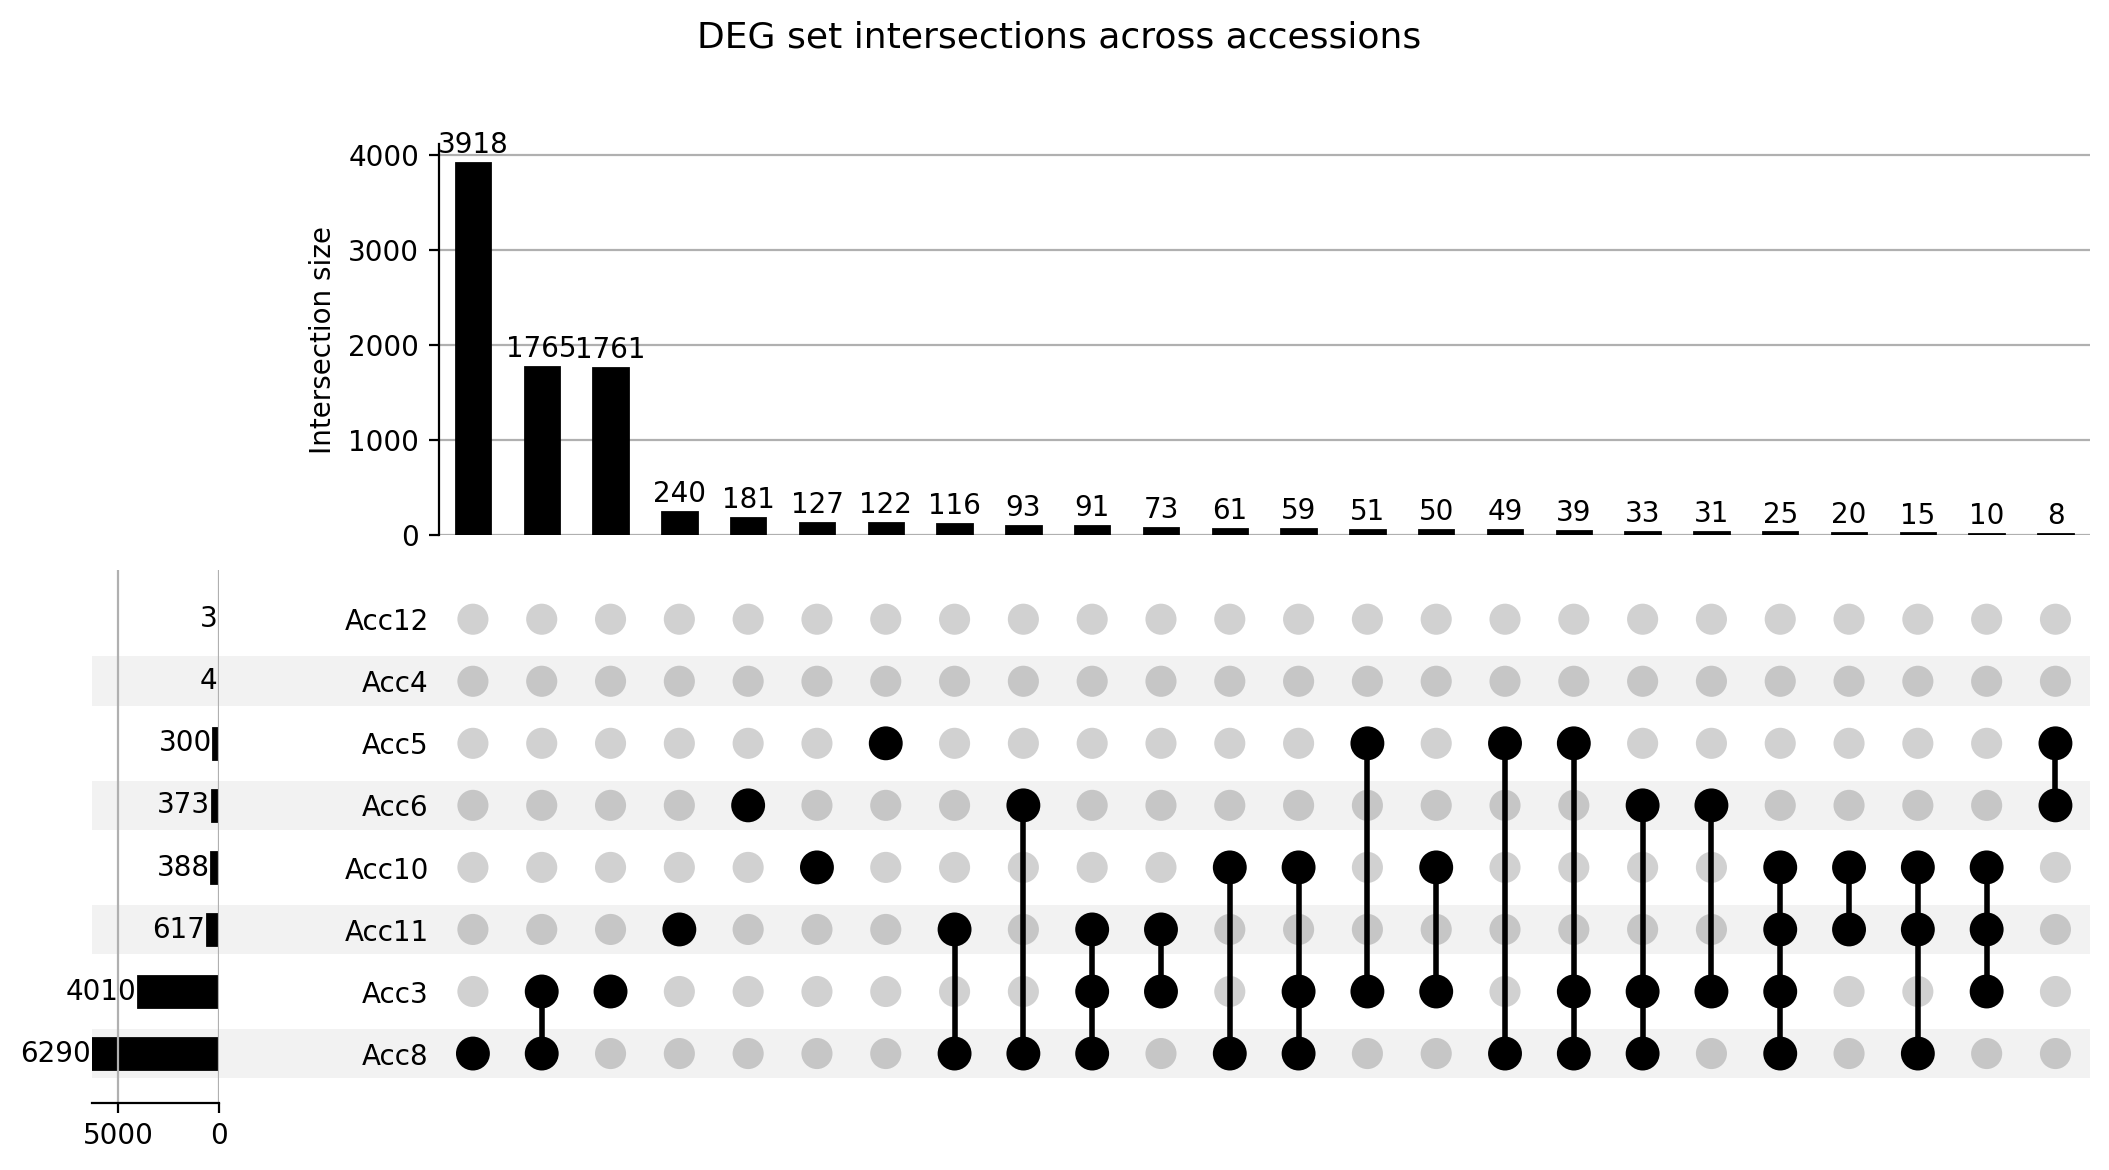 DEG set intersections across accessions
Intersection size
4000
3000
2000
1000
0
3918 1765 1761 240 181 127 122 116 93 91 73 61 59 51 50 49 39 33 31 25 20 15 10 8
3 Acc12
4 Acc4
300 Acc5
373 Acc6
388 Acc10
617 Acc11
4010 Acc3
6290 Acc8
5000 0